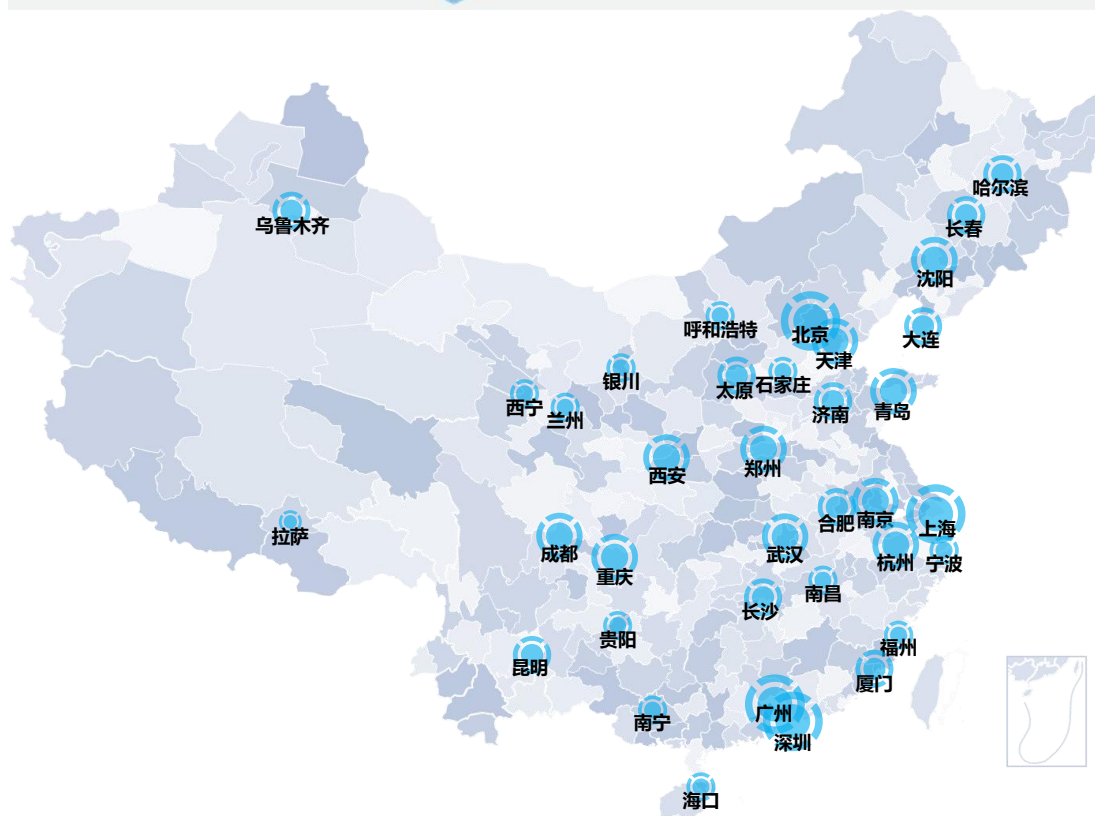 哈尔滨
乌鲁木齐
长春
沈阳
呼和浩特
北京
大连
天津
银川
太原
石家庄
西宁
兰州
济南
青岛
西安
郑州
合肥
南京
上海
拉萨
成都
武汉
杭州
宁波
重庆
南昌
长沙
贵阳
福州
昆明
厦门
南宁
广州
深圳
海口